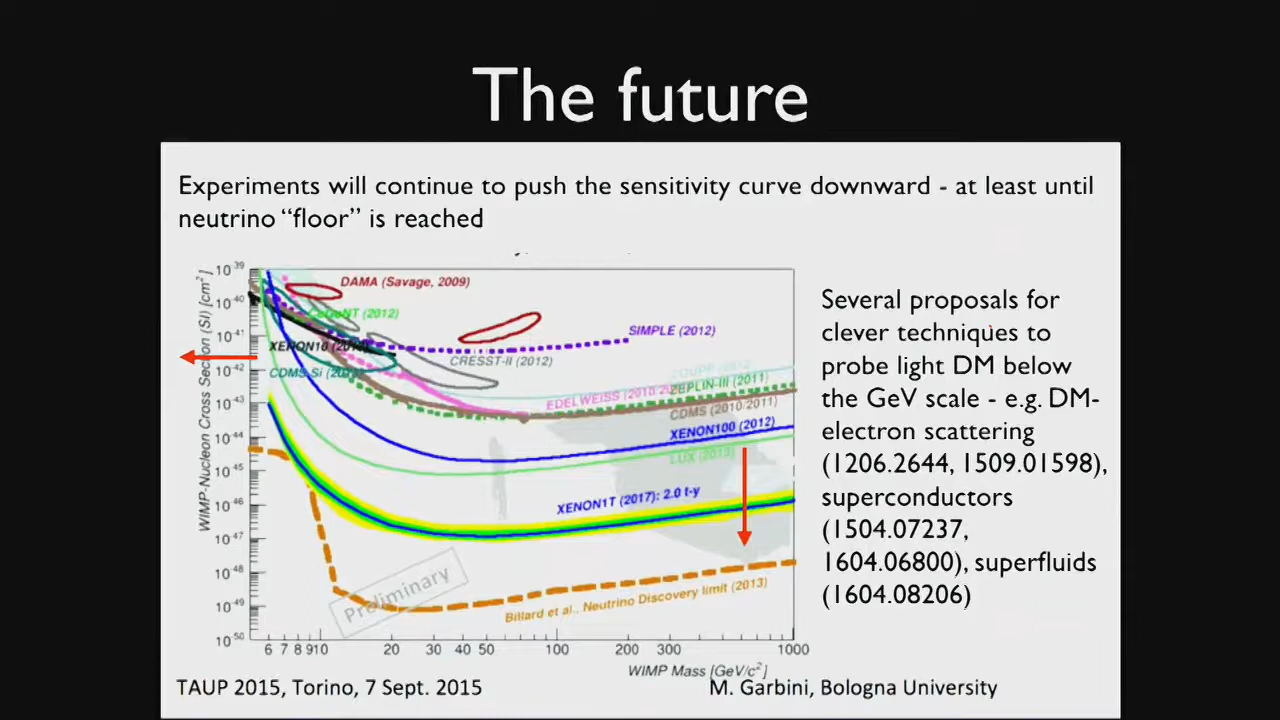 The future
Experiments will continue to push the sensitivity curve downward - at least until
neutrino “floor” is reached
WIMP-Nucleon Cross Section (SI) [cm²]
10⁻³⁹
10⁻⁴⁰
10⁻⁴¹
10⁻⁴²
10⁻⁴³
10⁻⁴⁴
10⁻⁴⁵
10⁻⁴⁶
10⁻⁴⁷
10⁻⁴⁸
10⁻⁴⁹
10⁻⁵⁰
DAMA (Savage, 2009)
CoGeNT (2012)
SIMPLE (2012)
XENON10
CRESST-II (2012)
CDMS Si
COUPP (2012)
ZEPLIN-III (2011)
EDELWEISS
CDMS (2010/2011)
XENON100 (2012)
LUX (2013)
XENON1T (2017): 2.0 t-y
Preliminary
Billard et al., Neutrino Discovery limit (2013)
6 7 8 9 10 20 30 40 50 100 200 300 1000
WIMP Mass [GeV/c²]
Several proposals for
clever techniques to
probe light DM below
the GeV scale - e.g. DM-
electron scattering
(1206.2644, 1509.01598),
superconductors
(1504.07237,
1604.06800), superfluids
(1604.08206)
TAUP 2015, Torino, 7 Sept. 2015
M. Garbini, Bologna University